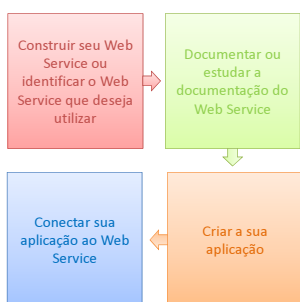 Construir seu Web
Service ou
identificar o Web
Service que deseja
utilizar
Documentar ou
estudar a
documentação do
Web Service
Criar a sua
aplicação
Conectar sua
aplicação ao Web
Service